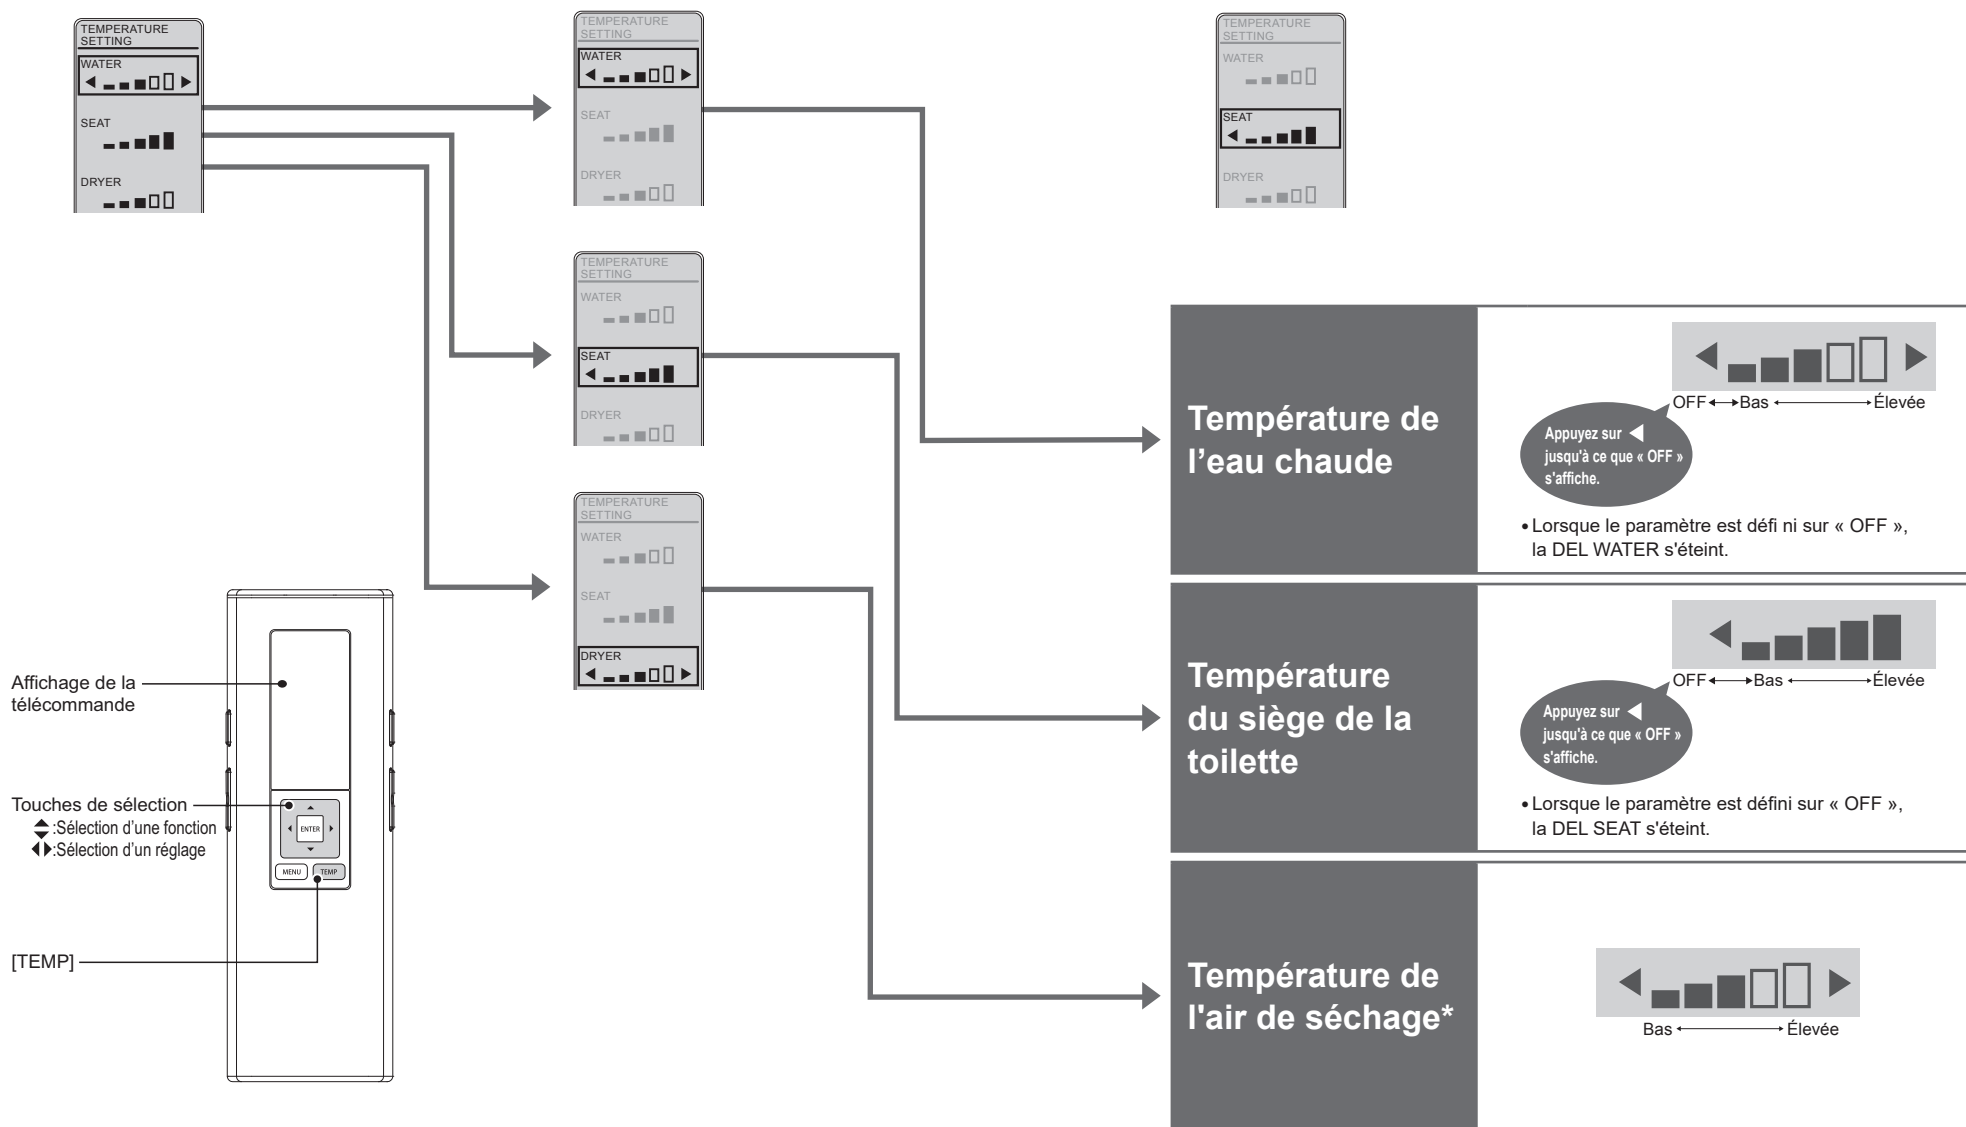 TEMPERATURE
SETTING
WATER
SEAT
DRYER
TEMPERATURE
SETTING
WATER
SEAT
DRYER
TEMPERATURE
SETTING
WATER
SEAT
DRYER
TEMPERATURE
SETTING
WATER
SEAT
DRYER
TEMPERATURE
SETTING
WATER
SEAT
DRYER
Affichage de la
télécommande
Touches de sélection
:Sélection d'une fonction
:Sélection d'un réglage
[TEMP]
ENTER
MENU
TEMP
Température de
l’eau chaude
OFF Bas Élevée
Appuyez sur
jusqu'à ce que « OFF »
s'affiche.
• Lorsque le paramètre est défi ni sur « OFF »,
la DEL WATER s'éteint.
Température
du siège de la
toilette
OFF Bas Élevée
Appuyez sur
jusqu'à ce que « OFF »
s'affiche.
• Lorsque le paramètre est défini sur « OFF »,
la DEL SEAT s'éteint.
Température de
l'air de séchage*
Bas Élevée